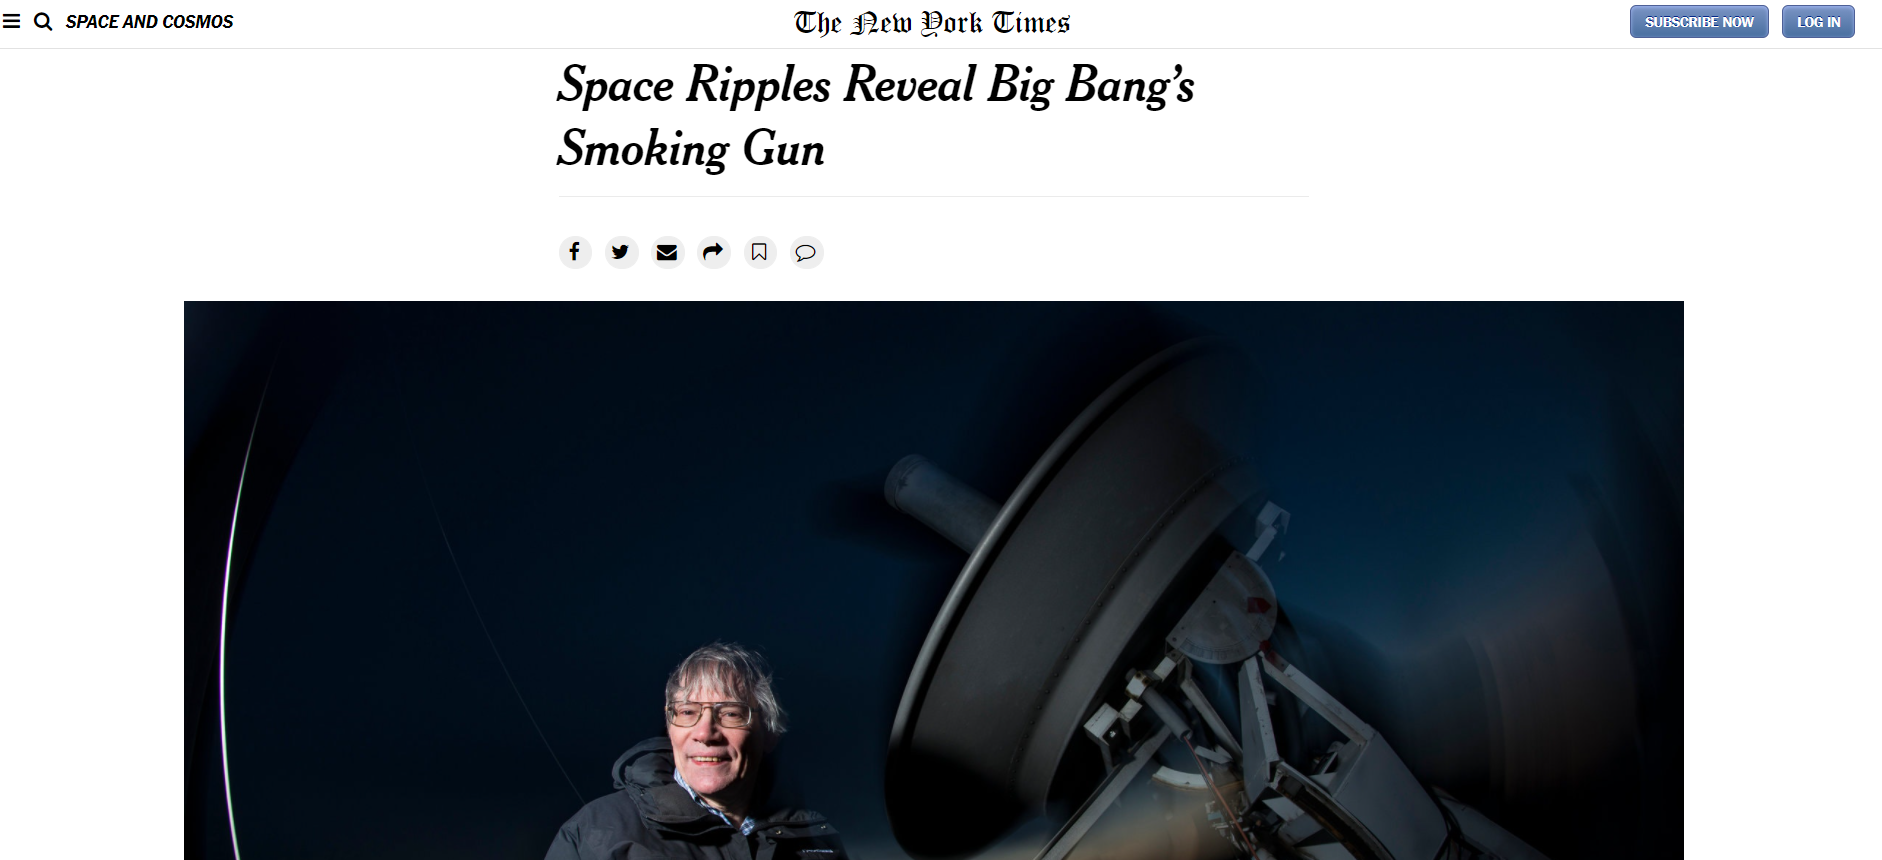 SPACE AND COSMOS
The New York Times
SUBSCRIBE NOW
LOG IN
Space Ripples Reveal Big Bang’s
Smoking Gun